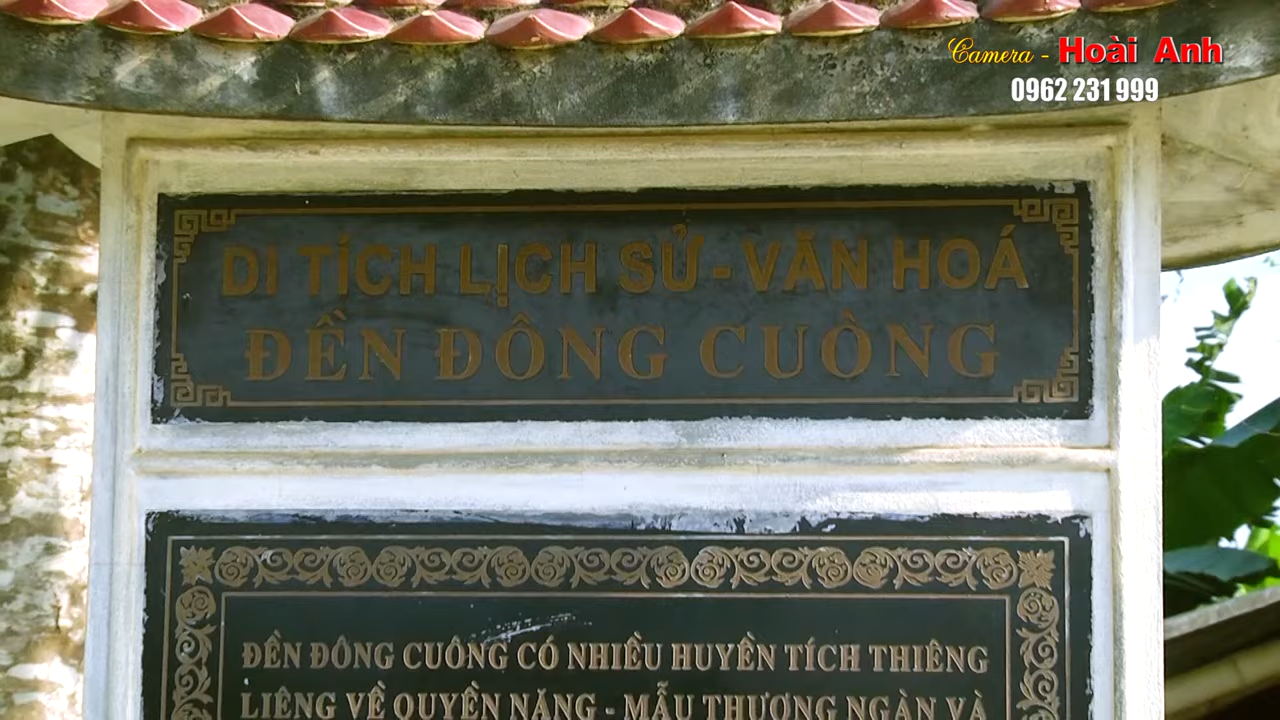 Camera - Hoài Anh
0962 231 999
DI TÍCH LỊCH SỬ - VĂN HOÁ
ĐỀN ĐÔNG CUÒNG
ĐỀN ĐÔNG CUÔNG CÓ NHIỀU HUYỀN TÍCH THIÊNG
LIÊNG VỀ QUYỀN NĂNG - MẪU THƯỢNG NGÀN VÀ